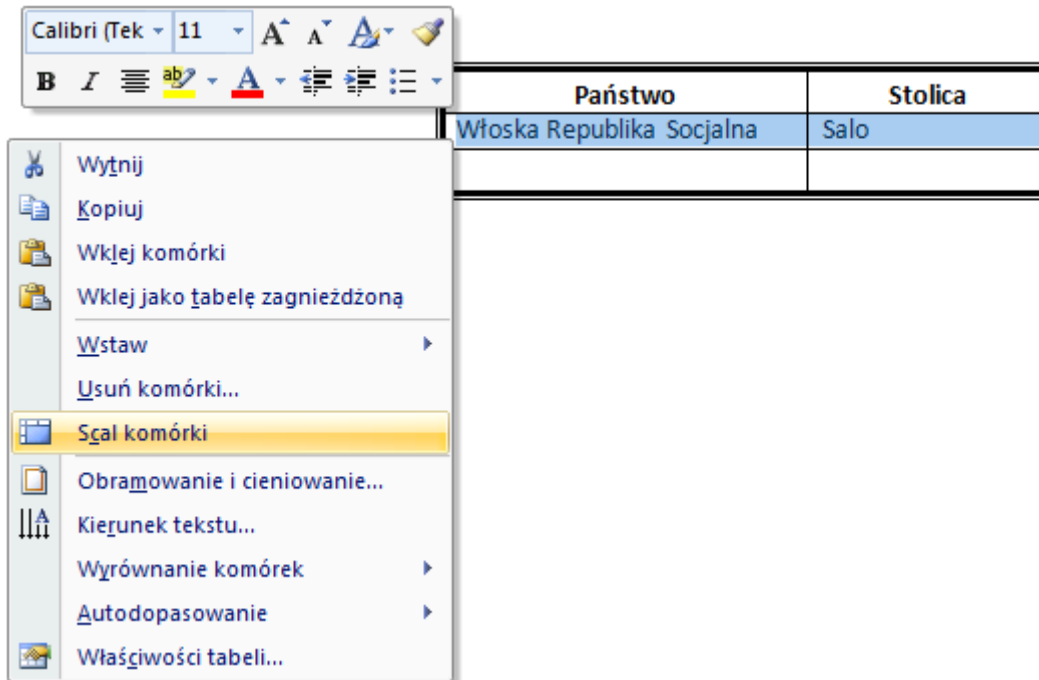 Calibri (Tek 11 A A A
B I ab A
Państwo Stolica
Włoska Republika Socjalna Salo
Wytnij
Kopiuj
Wklej komórki
Wklej jako tabelę zagnieżdżoną
Wstaw
Usuń komórki...
Scal komórki
Obramowanie i cieniowanie...
Kierunek tekstu...
Wyrównanie komórek
Autodopasowanie
Właściwości tabeli...